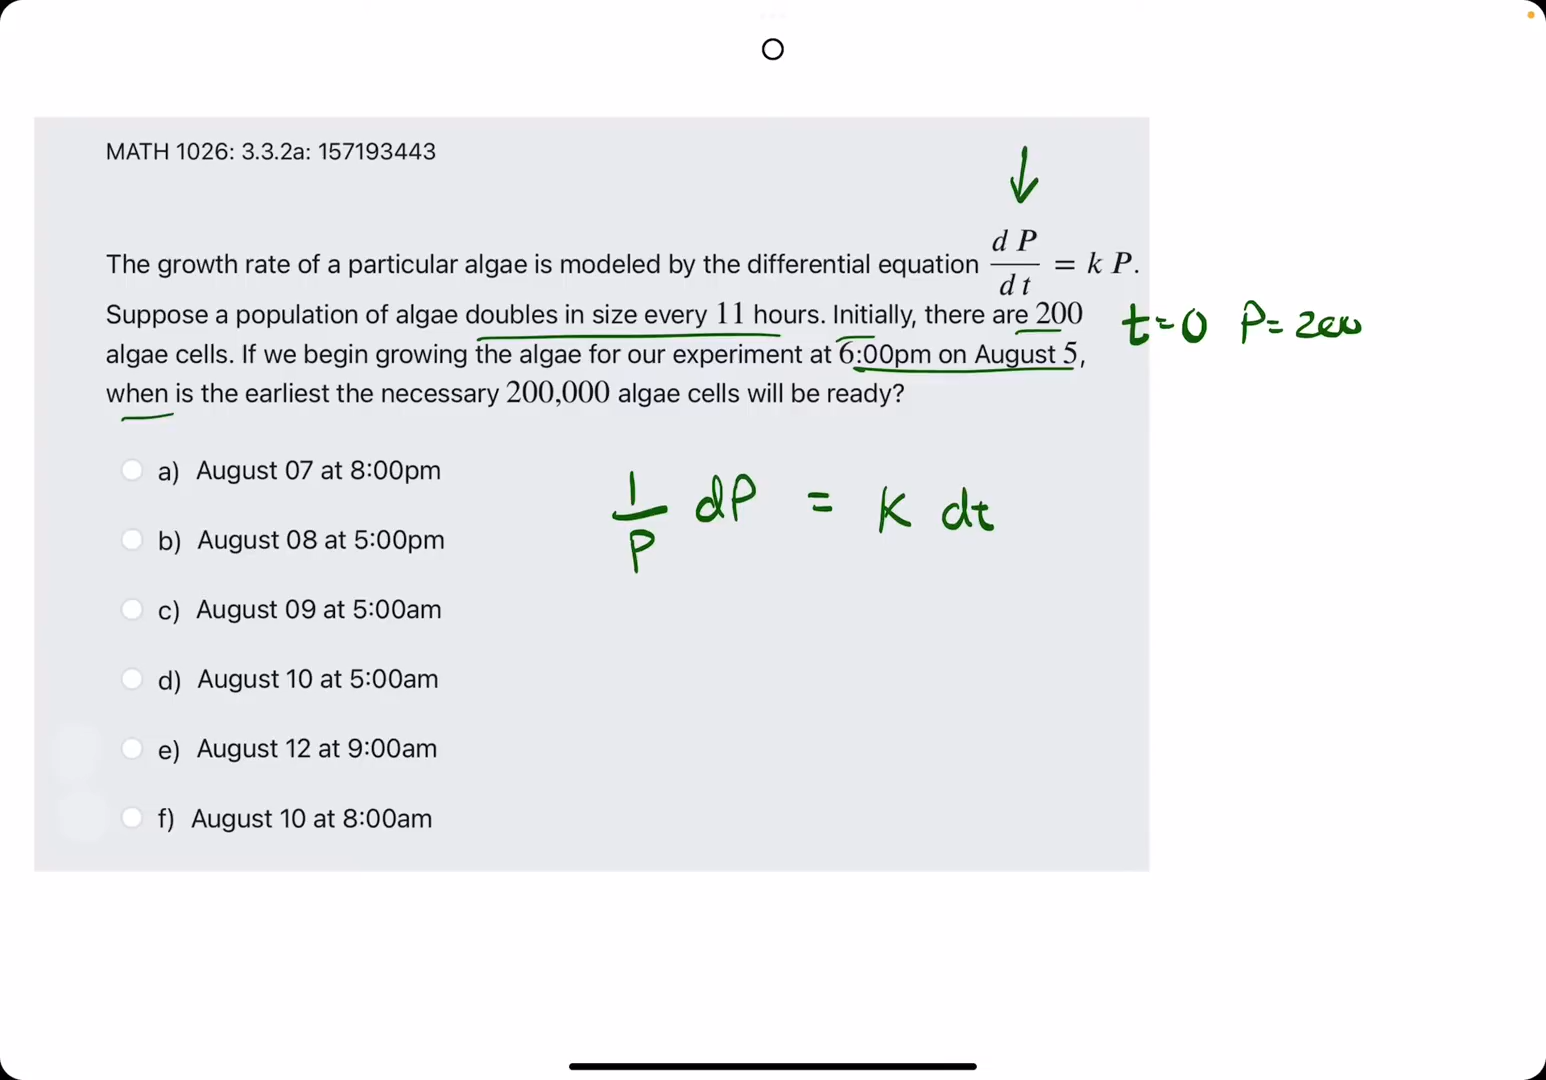 MATH 1026: 3.3.2a: 157193443
The growth rate of a particular algae is modeled by the differential equation dP/dt = k P.
Suppose a population of algae doubles in size every 11 hours. Initially, there are 200
t=0 P=200
algae cells. If we begin growing the algae for our experiment at 6:00pm on August 5,
when is the earliest the necessary 200,000 algae cells will be ready?
a) August 07 at 8:00pm
1/P dP = K dt
b) August 08 at 5:00pm
c) August 09 at 5:00am
d) August 10 at 5:00am
e) August 12 at 9:00am
f) August 10 at 8:00am